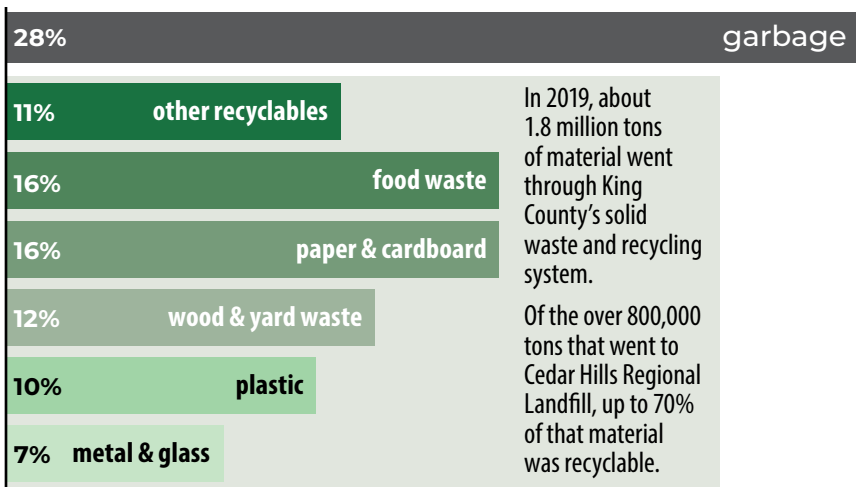 28% garbage
11% other recyclables
16% food waste
16% paper & cardboard
12% wood & yard waste
10% plastic
7% metal & glass
In 2019, about
1.8 million tons
of material went
through King
County’s solid
waste and recycling
system.
Of the over 800,000
tons that went to
Cedar Hills Regional
Landfill, up to 70%
of that material
was recyclable.